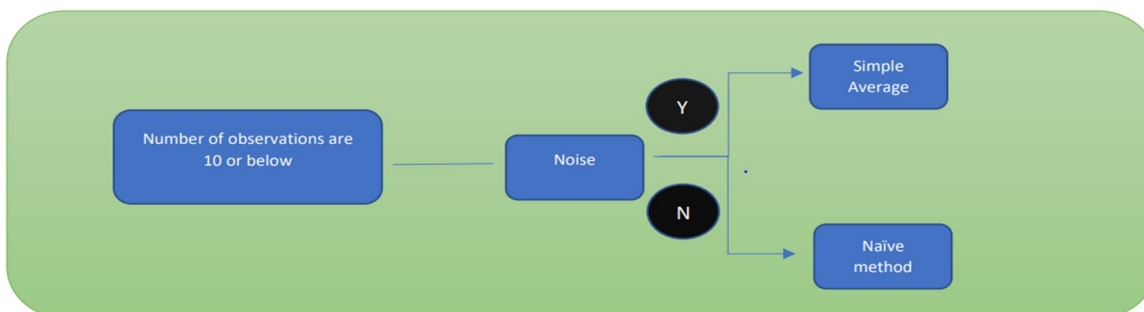 Number of observations are
10 or below
Noise
Y
N
Simple
Average
Naïve
method